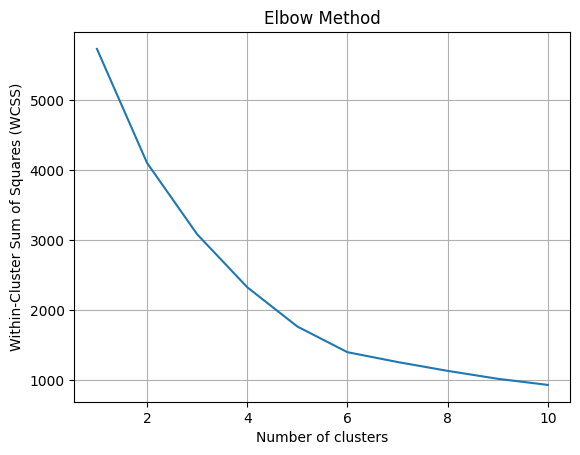 Elbow Method
Within-Cluster Sum of Squares (WCSS)
5000
4000
3000
2000
1000
2 4 6 8 10
Number of clusters